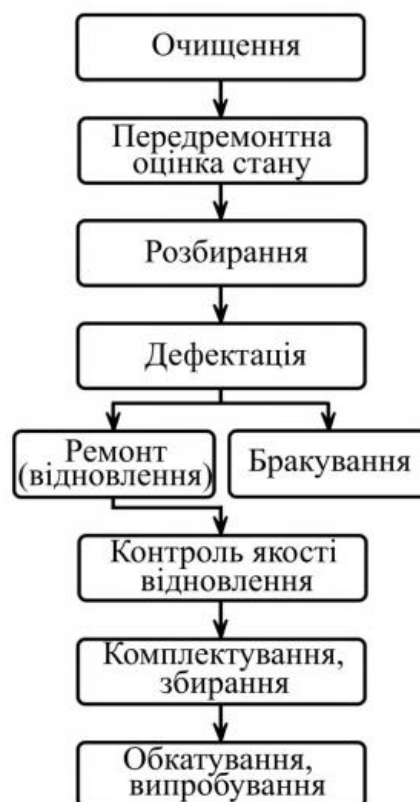 Очищення
Передремонтна
оцінка стану
Розбирання
Дефектація
Ремонт
(відновлення)
Бракування
Контроль якості
відновлення
Комплектування,
збирання
Обкатування,
випробування